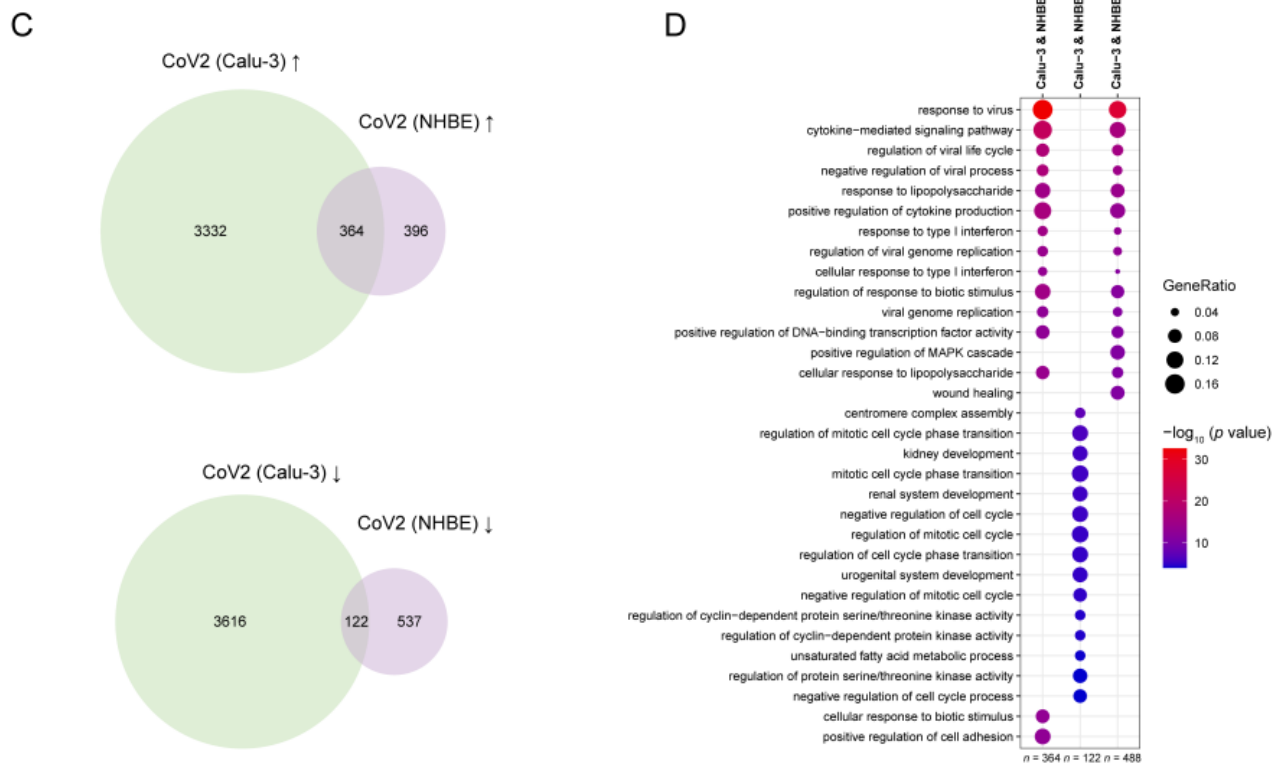 C
CoV2 (Calu-3) ↑
CoV2 (NHBE) ↑
3332
364
396
CoV2 (Calu-3) ↓
CoV2 (NHBE) ↓
3616
122
537
D
Calu-3 & NHBE
Calu-3 & NHBE
Calu-3 & NHBE
response to virus
cytokine−mediated signaling pathway
regulation of viral life cycle
negative regulation of viral process
response to lipopolysaccharide
positive regulation of cytokine production
response to type I interferon
regulation of viral genome replication
cellular response to type I interferon
regulation of response to biotic stimulus
viral genome replication
positive regulation of DNA−binding transcription factor activity
positive regulation of MAPK cascade
cellular response to lipopolysaccharide
wound healing
centromere complex assembly
regulation of mitotic cell cycle phase transition
kidney development
mitotic cell cycle phase transition
renal system development
negative regulation of cell cycle
regulation of mitotic cell cycle
regulation of cell cycle phase transition
urogenital system development
negative regulation of mitotic cell cycle
regulation of cyclin−dependent protein serine/threonine kinase activity
regulation of cyclin−dependent protein kinase activity
unsaturated fatty acid metabolic process
regulation of protein serine/threonine kinase activity
negative regulation of cell cycle process
cellular response to biotic stimulus
positive regulation of cell adhesion
n = 364 n = 122 n = 488
GeneRatio
0.04
0.08
0.12
0.16
−log10 (p value)
30
20
10